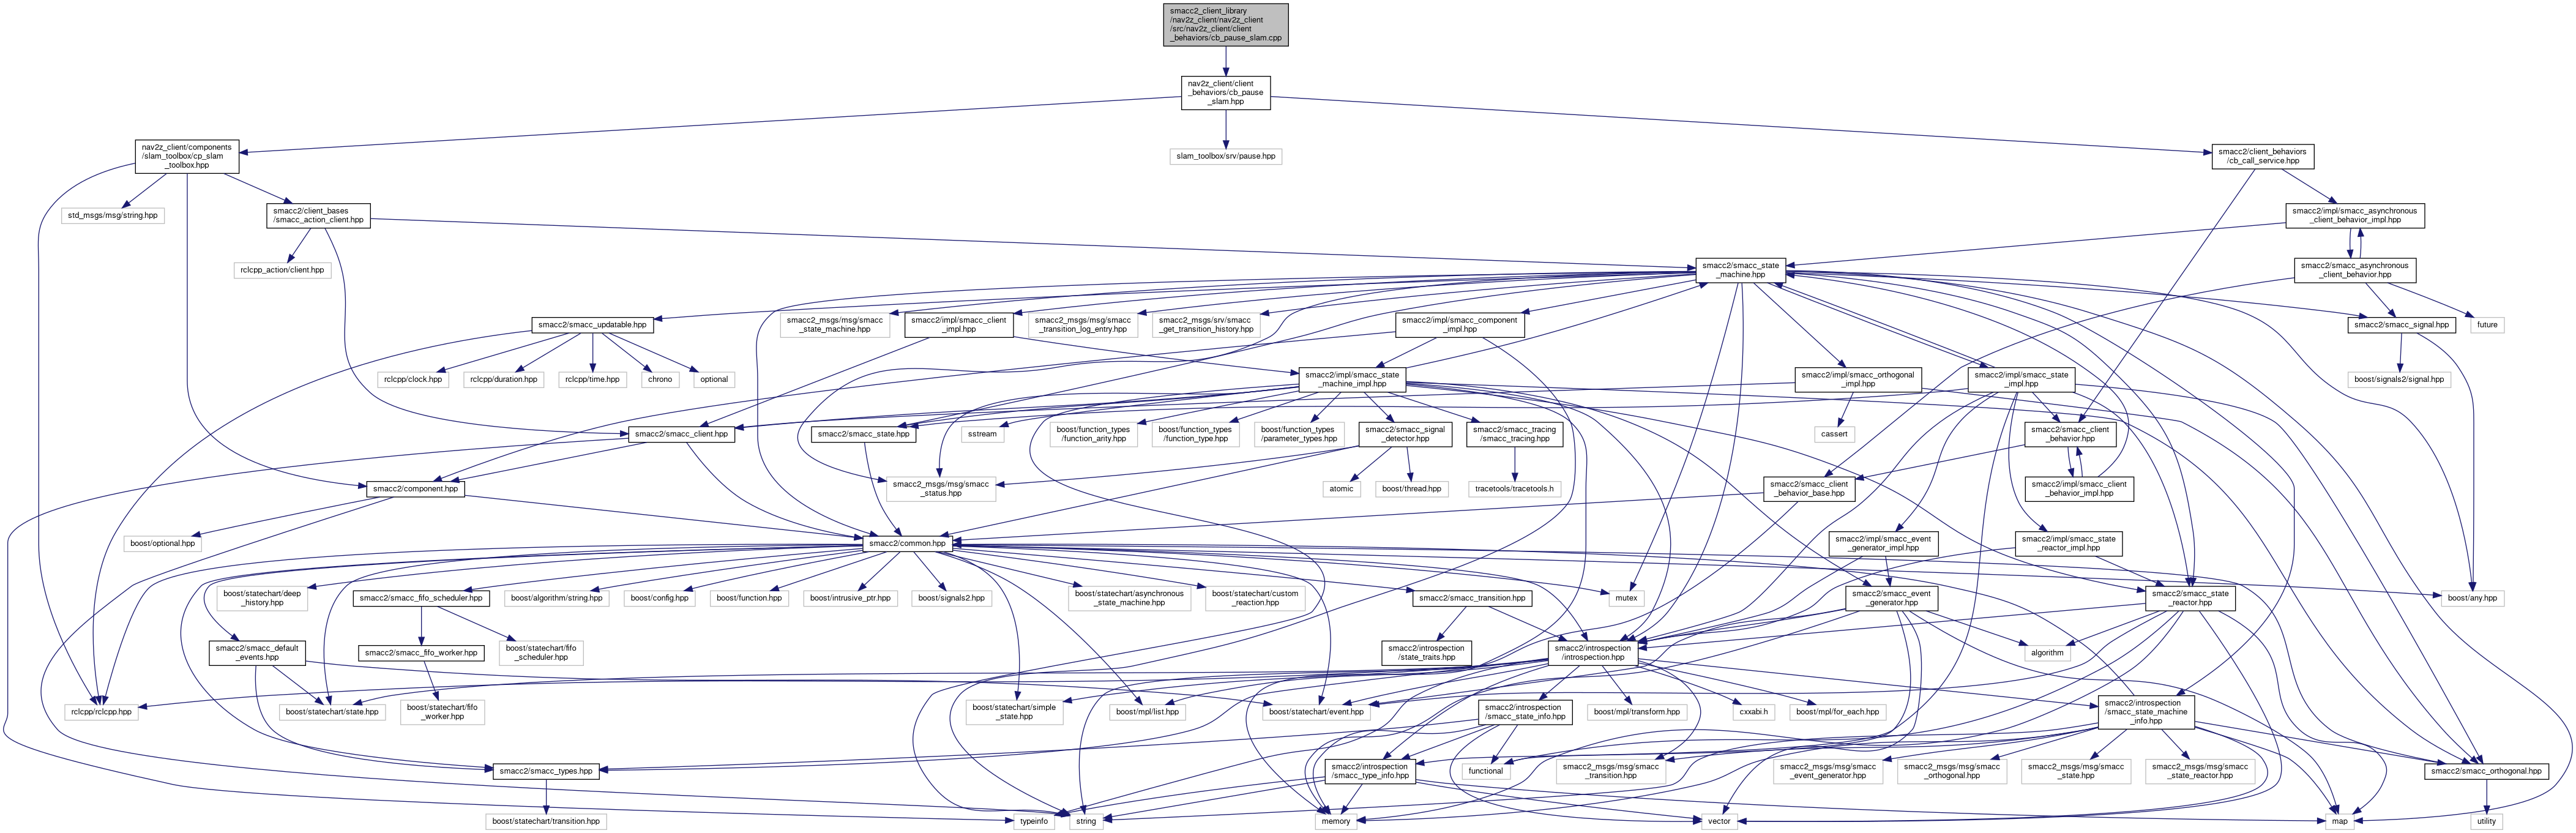 smacc2_client_library
/nav2z_client/nav2z_client
/src/nav2z_client/client
_behaviors/cb_pause_slam.cpp
nav2z_client/client
_behaviors/cb_pause
_slam.hpp
nav2z_client/components
/slam_toolbox/cp_slam
_toolbox.hpp
slam_toolbox/srv/pause.hpp
smacc2/client_behaviors
/cb_call_service.hpp
std_msgs/msg/string.hpp
smacc2/client_bases
/smacc_action_client.hpp
smacc2/impl/smacc_asynchronous
_client_behavior_impl.hpp
rclcpp_action/client.hpp
smacc2/smacc_state
_machine.hpp
smacc2/smacc_asynchronous
_client_behavior.hpp
smacc2/smacc_updatable.hpp
smacc2_msgs/msg/smacc
_state_machine.hpp
smacc2/impl/smacc_client
_impl.hpp
smacc2_msgs/msg/smacc
_transition_log_entry.hpp
smacc2_msgs/srv/smacc
_get_transition_history.hpp
smacc2/impl/smacc_component
_impl.hpp
smacc2/smacc_signal.hpp
future
rclcpp/clock.hpp
rclcpp/duration.hpp
rclcpp/time.hpp
chrono
optional
smacc2/impl/smacc_state
_machine_impl.hpp
smacc2/impl/smacc_orthogonal
_impl.hpp
smacc2/impl/smacc_state
_impl.hpp
boost/signals2/signal.hpp
smacc2/smacc_client.hpp
smacc2/smacc_state.hpp
sstream
boost/function_types
/function_arity.hpp
boost/function_types
/function_type.hpp
boost/function_types
/parameter_types.hpp
smacc2/smacc_signal
_detector.hpp
smacc2/smacc_tracing
/smacc_tracing.hpp
cassert
smacc2/smacc_client
_behavior.hpp
smacc2/component.hpp
smacc2_msgs/msg/smacc
_status.hpp
atomic
boost/thread.hpp
tracetools/tracetools.h
smacc2/smacc_client
_behavior_base.hpp
smacc2/impl/smacc_client
_behavior_impl.hpp
boost/optional.hpp
smacc2/common.hpp
smacc2/impl/smacc_event
_generator_impl.hpp
smacc2/impl/smacc_state
_reactor_impl.hpp
boost/statechart/deep
_history.hpp
smacc2/smacc_fifo_scheduler.hpp
boost/algorithm/string.hpp
boost/config.hpp
boost/function.hpp
boost/intrusive_ptr.hpp
boost/signals2.hpp
boost/statechart/asynchronous
_state_machine.hpp
boost/statechart/custom
_reaction.hpp
smacc2/smacc_transition.hpp
mutex
smacc2/smacc_event
_generator.hpp
smacc2/smacc_state
_reactor.hpp
boost/any.hpp
smacc2/smacc_default
_events.hpp
smacc2/smacc_fifo_worker.hpp
boost/statechart/fifo
_scheduler.hpp
smacc2/introspection
/state_traits.hpp
smacc2/introspection
/introspection.hpp
algorithm
rclcpp/rclcpp.hpp
boost/statechart/state.hpp
boost/statechart/fifo
_worker.hpp
boost/statechart/simple
_state.hpp
boost/mpl/list.hpp
boost/statechart/event.hpp
smacc2/introspection
/smacc_state_info.hpp
boost/mpl/transform.hpp
cxxabi.h
boost/mpl/for_each.hpp
smacc2/introspection
/smacc_state_machine
_info.hpp
smacc2/smacc_types.hpp
smacc2/introspection
/smacc_type_info.hpp
functional
smacc2_msgs/msg/smacc
_transition.hpp
smacc2_msgs/msg/smacc
_event_generator.hpp
smacc2_msgs/msg/smacc
_orthogonal.hpp
smacc2_msgs/msg/smacc
_state.hpp
smacc2_msgs/msg/smacc
_state_reactor.hpp
smacc2/smacc_orthogonal.hpp
boost/statechart/transition.hpp
typeinfo
string
memory
vector
map
utility